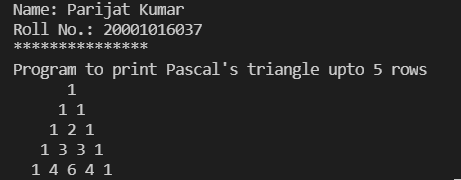 Name: Parijat Kumar
Roll No.: 20001016037
***************
Program to print Pascal's triangle upto 5 rows
      1
     1 1
    1 2 1
   1 3 3 1
  1 4 6 4 1